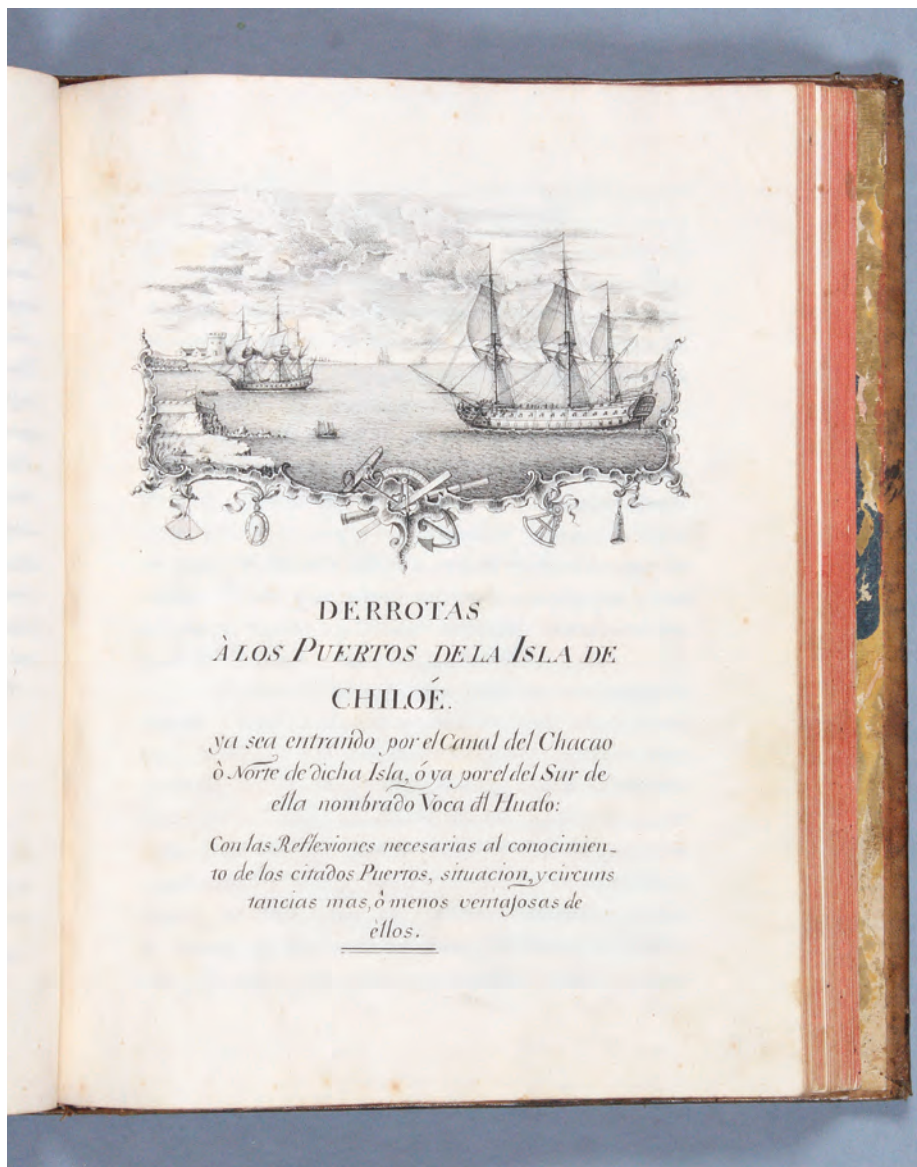 DERROTAS
À LOS PUERTOS DE LA ISLA DE
CHILOÉ.
ya sea entrando por el Canal del Chacao
ò Norte de dicha Isla, ó ya por el del Sur de
ella nombrado Voca dl Huafo:
Con las Reflexiones necesarias al conocimien_
to de los citados Puertos, situacion, y circuns
tancias mas, ò menos ventajosas de
èllos.